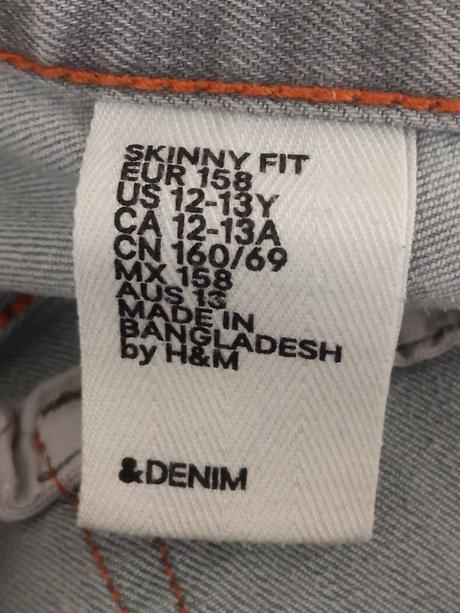 SKINNY FIT
EUR 158
US 12-13Y
CA 12-13A
CN 160/69
MX 158
AUS 13
MADE IN
BANGLADESH
by H&M
&DENIM